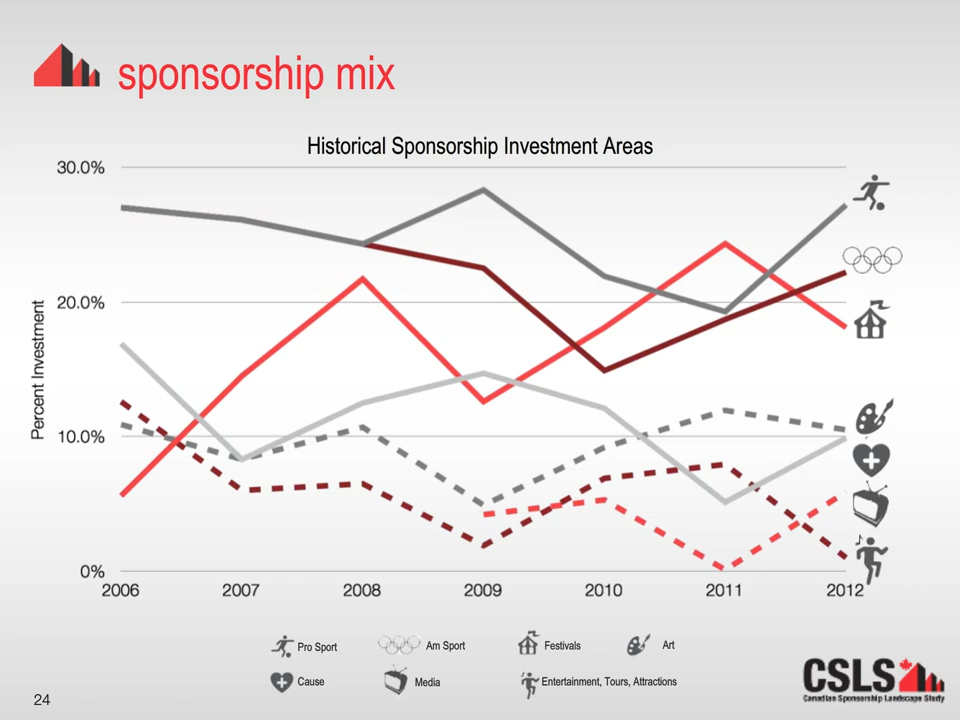 sponsorship mix
Historical Sponsorship Investment Areas
30.0%
20.0%
10.0%
0%
Percent Investment
2006 2007 2008 2009 2010 2011 2012
Pro Sport Am Sport Festivals Art
Cause Media Entertainment, Tours, Attractions
CSLS
Canadian Sponsorship Landscape Study
24